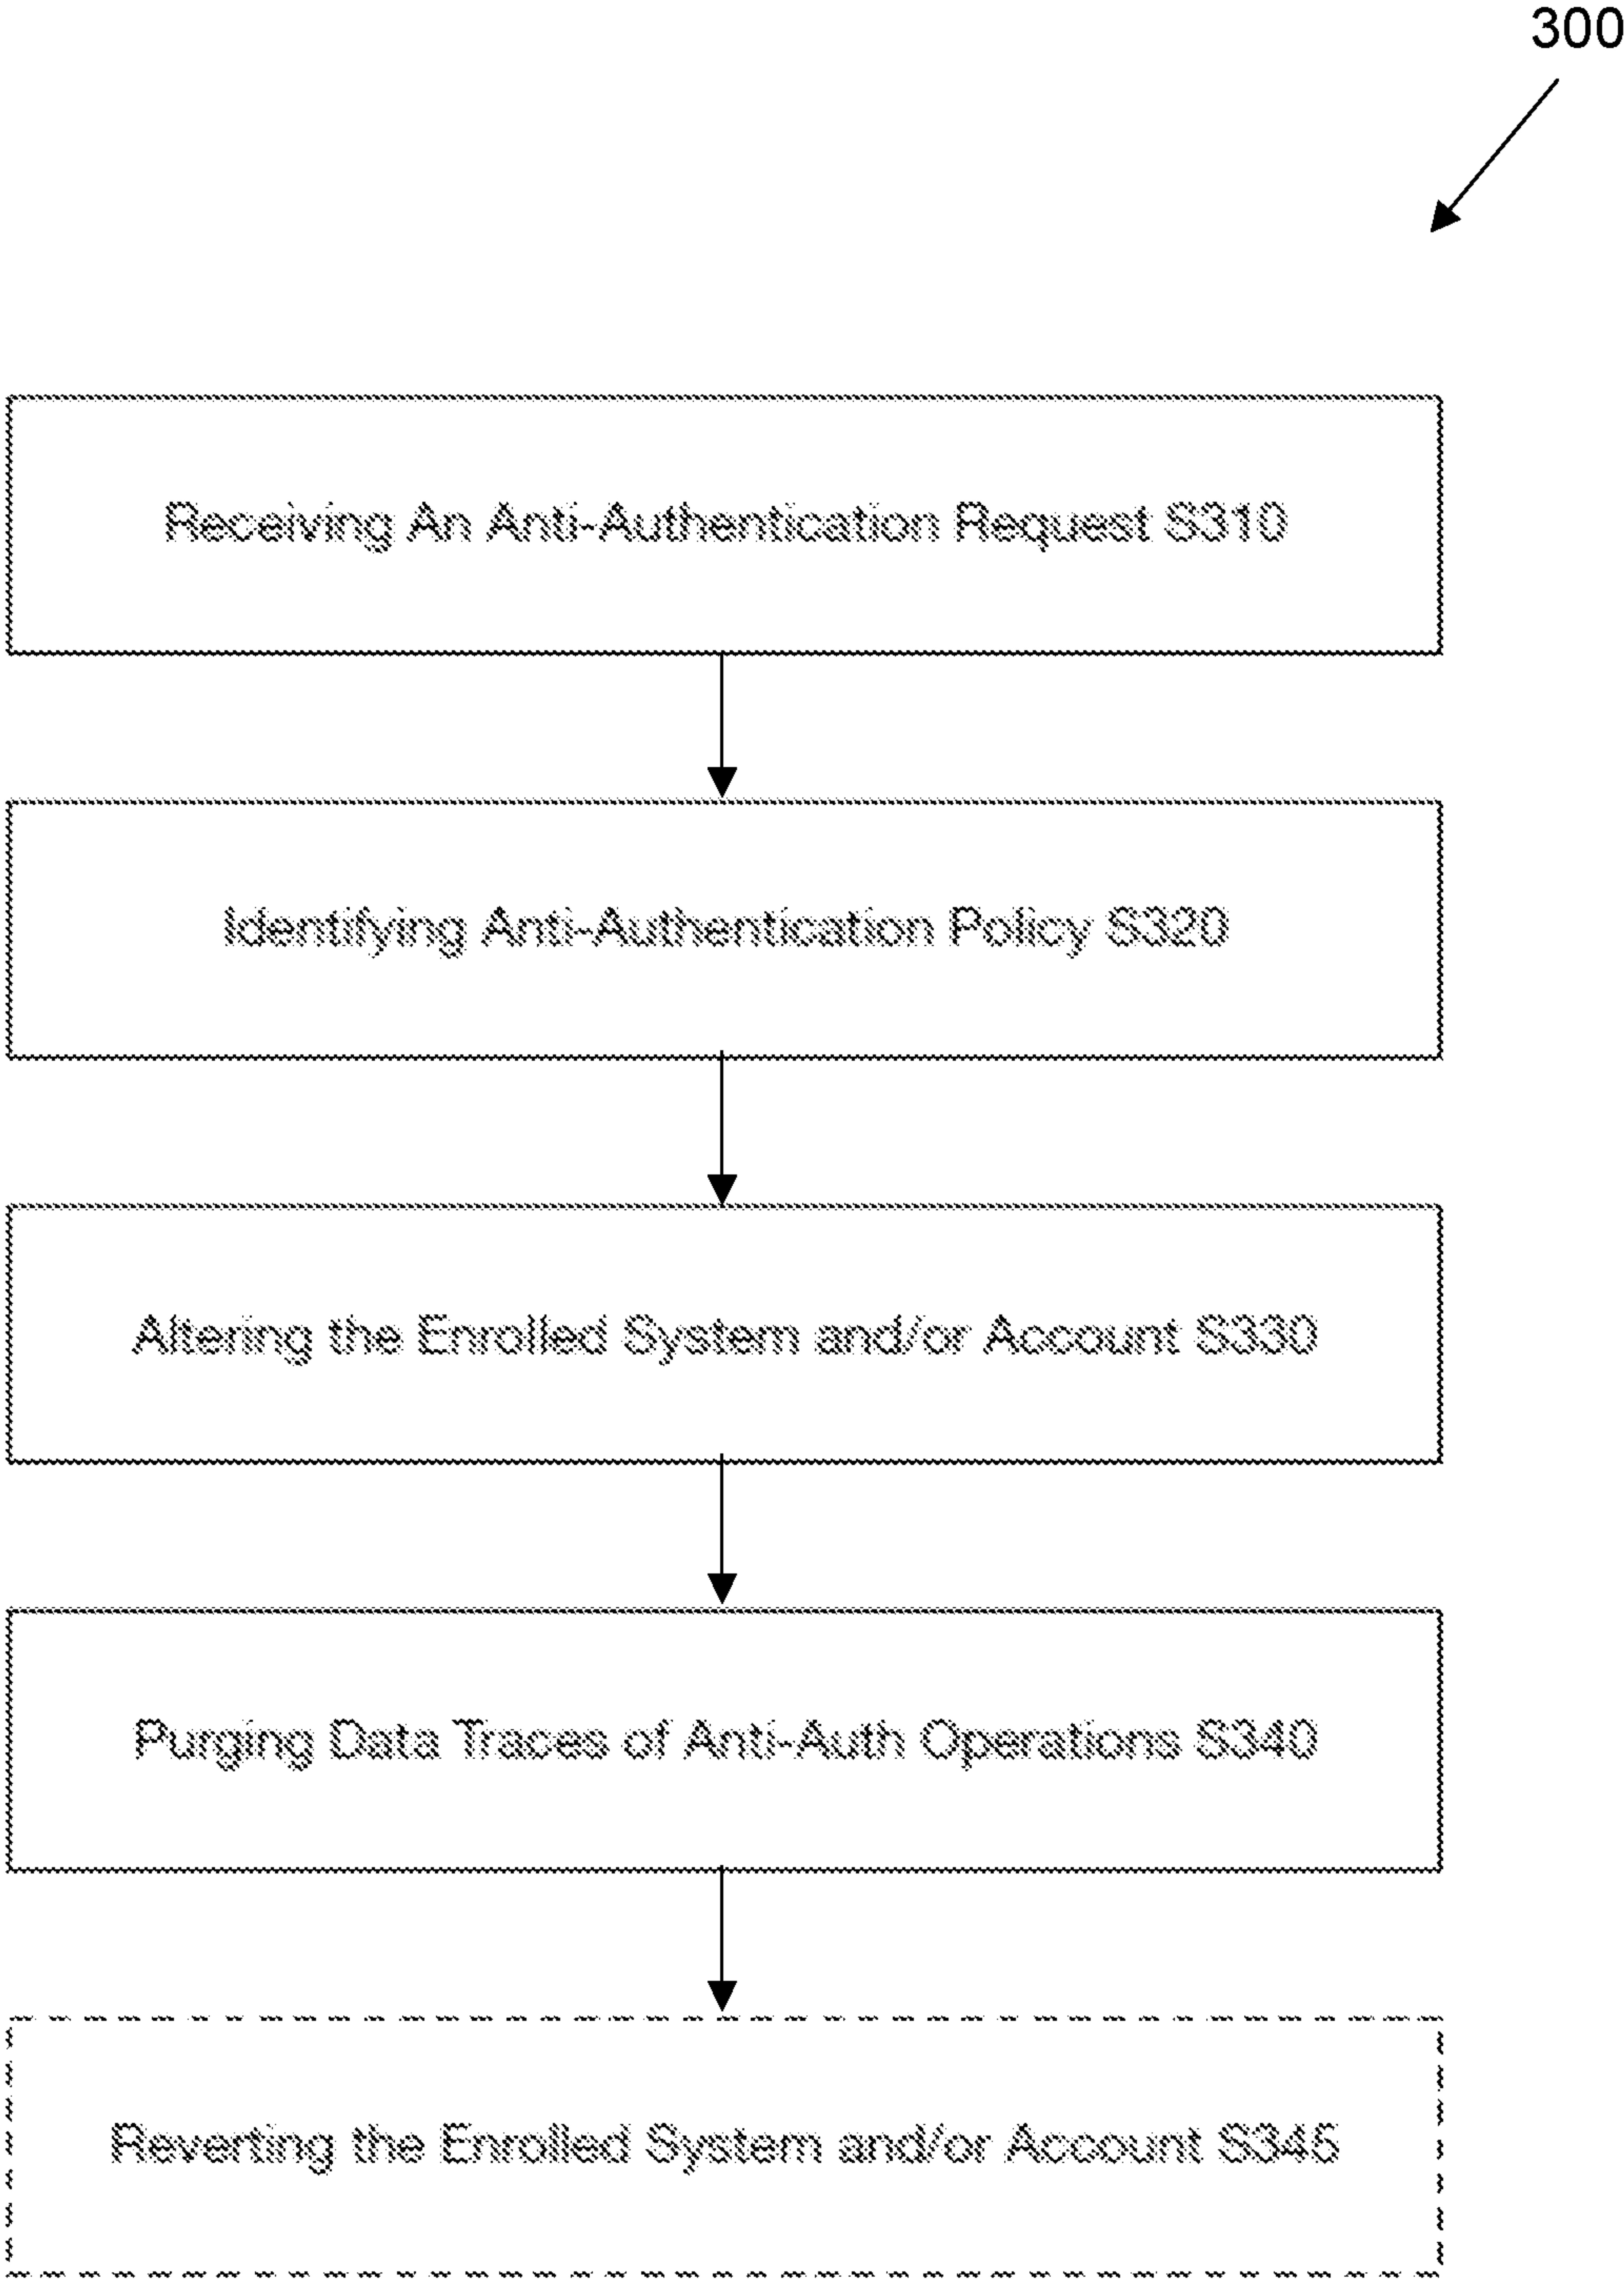 300
Receiving An Anti-Authentication Request S310
Identifying Anti-Authentication Policy S320
Altering the Enrolled System and/or Account S330
Purging Data Traces of Anti-Auth Operations S340
Reverting the Enrolled System and/or Account S345